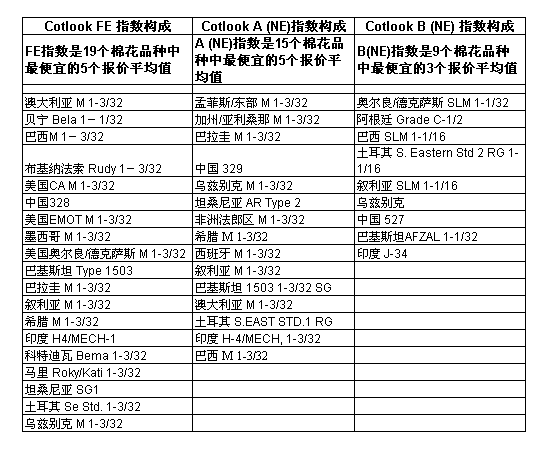 Cotlook FE 指数构成 Cotlook A (NE)指数构成 Cotlook B (NE) 指数构成
FE指数是19个棉花品种中最便宜的5个报价平均值 A (NE)指数是15个棉花品种中最便宜的5个报价平均值 B(NE)指数是9个棉花品种中最便宜的3个报价平均值
澳大利亚 M 1-3/32 孟菲斯/东部 M 1-3/32 奥尔良/德克萨斯 SLM 1-1/32
贝宁 Bela 1－ 1/32 加州/亚利桑那 M 1-3/32 阿根廷 Grade C-1/2
巴西M 1－ 3/32 巴拉圭 M 1-3/32 巴西 SLM 1-1/16
布基纳法索 Rudy 1－ 3/32 中国 329 土耳其 S. Eastern Std 2 RG 1-1/16
美国CA M 1-3/32 乌兹别克 M 1-3/32 叙利亚 SLM 1-1/16
中国328 坦桑尼亚 AR Type 2 乌兹别克
美国EMOT M 1-3/32 非洲法郎区 M 1-3/32 中国 527
墨西哥 M 1-3/32 希腊 M 1-3/32 巴基斯坦AFZAL 1-1/32
美国奥尔良/德克萨斯 M 1-3/32 西班牙 M 1-3/32 印度 J-34
巴基斯坦 Type 1503 叙利亚 M 1-3/32
巴拉圭 M 1-3/32 巴基斯坦 1503 1-3/32 SG
叙利亚 M 1-3/32 澳大利亚 M 1-3/32
希腊 M 1-3/32 土耳其 S.EAST STD.1 RG
印度 H4/MECH-1 印度 H-4/MECH, 1-3/32
科特迪瓦 Bema 1-3/32 巴西 M 1-3/32
马里 Roky/Kati 1-3/32
坦桑尼亚 SG1
土耳其 Se Std. 1-3/32
乌兹别克 M 1-3/32